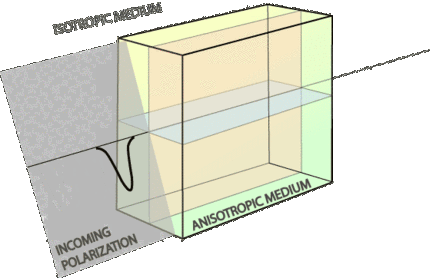 ISOTROPIC MEDIUM
ANISOTROPIC MEDIUM
INCOMING
POLARIZATION